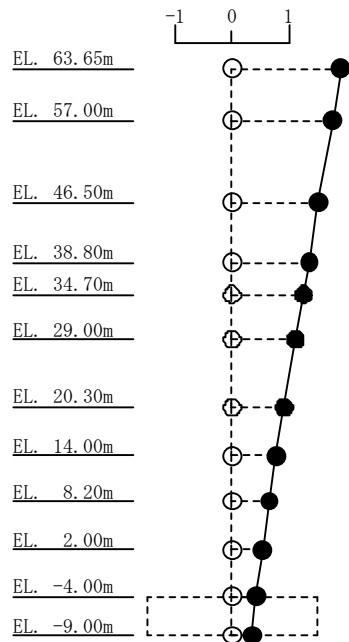 -1 0 1
EL. 63.65m
EL. 57.00m
EL. 46.50m
EL. 38.80m
EL. 34.70m
EL. 29.00m
EL. 20.30m
EL. 14.00m
EL. 8.20m
EL. 2.00m
EL. -4.00m
EL. -9.00m